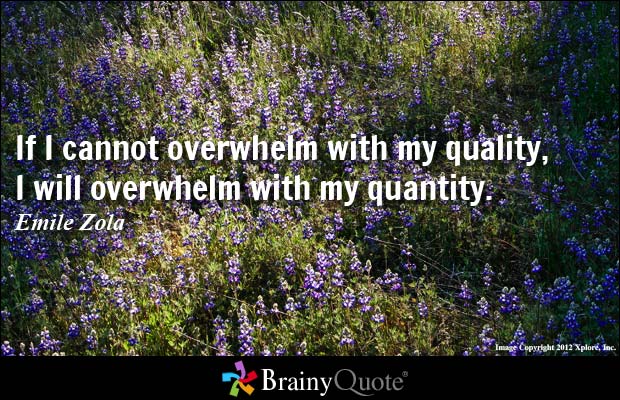 If I cannot overwhelm with my quality,
I will overwhelm with my quantity.
Emile Zola
Image Copyright 2012 Xplore, Inc.
BrainyQuote®